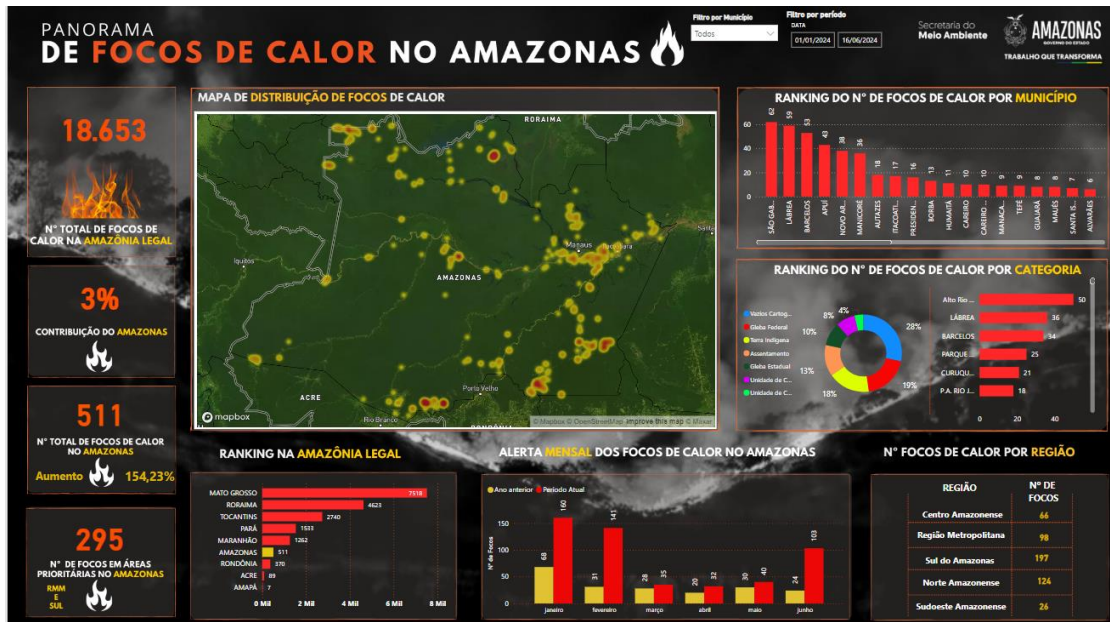 PANORAMA
DE FOCOS DE CALOR NO AMAZONAS
Filtro por Município
Todos
Filtro por período
DATA
01/01/2024 16/06/2024
Secretaria do
Meio Ambiente
AMAZONAS
GOVERNO DO ESTADO
TRABALHO QUE TRANSFORMA
18.653
N° TOTAL DE FOCOS DE
CALOR NA AMAZÔNIA LEGAL
3%
CONTRIBUIÇÃO DO AMAZONAS
511
N° TOTAL DE FOCOS DE CALOR
NO AMAZONAS
Aumento 154,23%
295
N° DE FOCOS EM ÁREAS
PRIORITÁRIAS NO AMAZONAS
RMM
E
SUL
MAPA DE DISTRIBUIÇÃO DE FOCOS DE CALOR
RORAIMA
Iquitos
Manaus
Itacoatiara
Santa
AMAZONAS
ACRE
Porto Velho
Rio Branco
RONDÔNIA
mapbox
© Mapbox © OpenStreetMap Improve this map © Maxar
RANKING DO N° DE FOCOS DE CALOR POR MUNICÍPIO
60
40
20
0
62 59 53 43 38 36 18 17 16 13 11 10 10 9 9 8 8 7 6
SÃO GAB...
LÁBREA
BARCELOS
APUÍ
NOVO AIR...
MANICORÉ
AUTAZES
ITACOATI...
PRESIDEN...
BORBA
HUMAITÁ
CAREIRO
CAREIRO ...
MANACA...
TEFÉ
GUAJARÁ
MAUÉS
SANTA IS...
ALVARÃES
RANKING DO N° DE FOCOS DE CALOR POR CATEGORIA
Vazios Cartog...
Gleba Federal
Terra Indígena
Assentamento
Gleba Estadual
Unidade de C...
Unidade de C...
28%
19%
18%
13%
10%
8%
4%
Alto Rio ... 50
LÁBREA 36
BARCELOS 34
PARQUE ... 25
CURUQU... 21
P.A. RIO J... 18
0 20 40
RANKING NA AMAZÔNIA LEGAL
MATO GROSSO 7518
RORAIMA 4623
TOCANTINS 2740
PARÁ 1533
MARANHÃO 1262
AMAZONAS 511
RONDÔNIA 370
ACRE 89
AMAPÁ 7
0 Mil 2 Mil 4 Mil 6 Mil 8 Mil
ALERTA MENSAL DOS FOCOS DE CALOR NO AMAZONAS
Ano anterior Período Atual
N° de Focos
150
100
50
0
68 160 31 141 28 35 20 32 30 40 24 103
janeiro fevereiro março abril maio junho
N° FOCOS DE CALOR POR REGIÃO
REGIÃO N° DE
FOCOS
Centro Amazonense 66
Região Metropolitana 98
Sul do Amazonas 197
Norte Amazonense 124
Sudoeste Amazonense 26